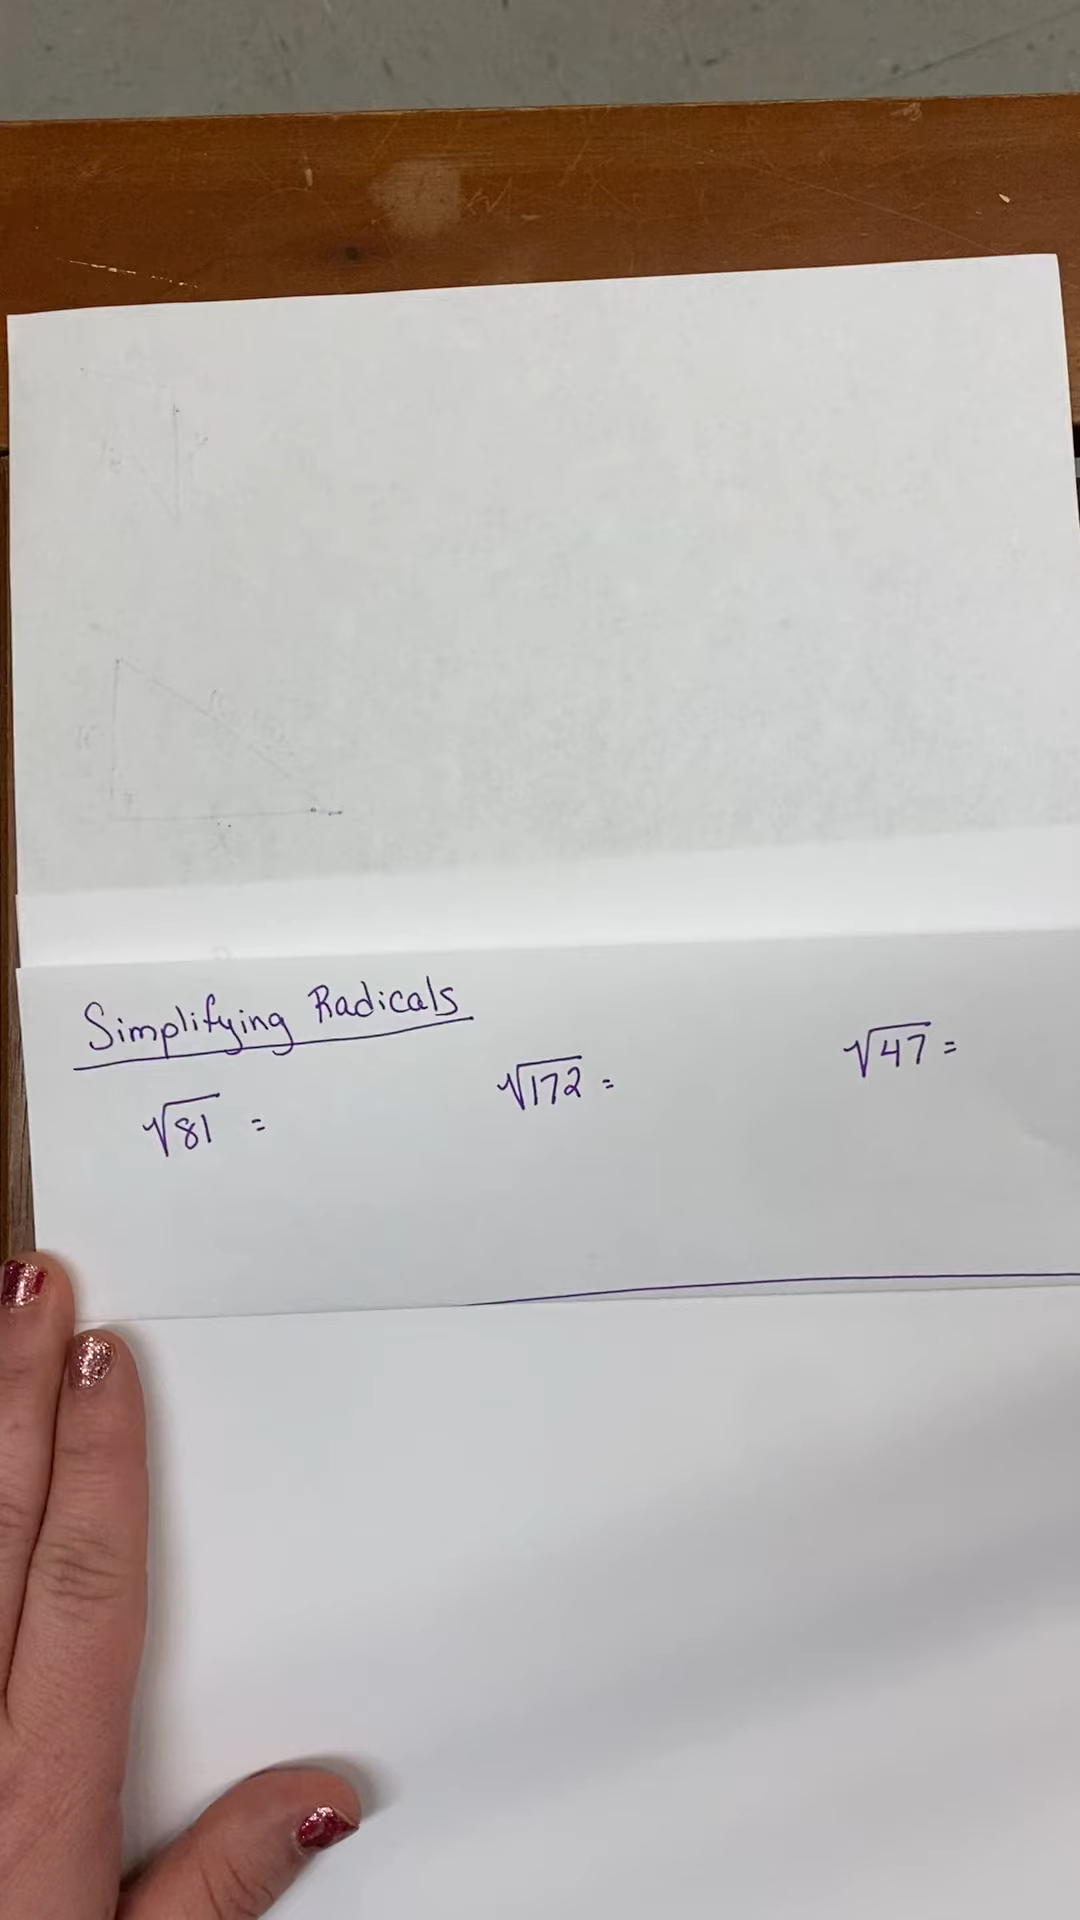 Simplifying Radicals
√81 =
√172 =
√47 =